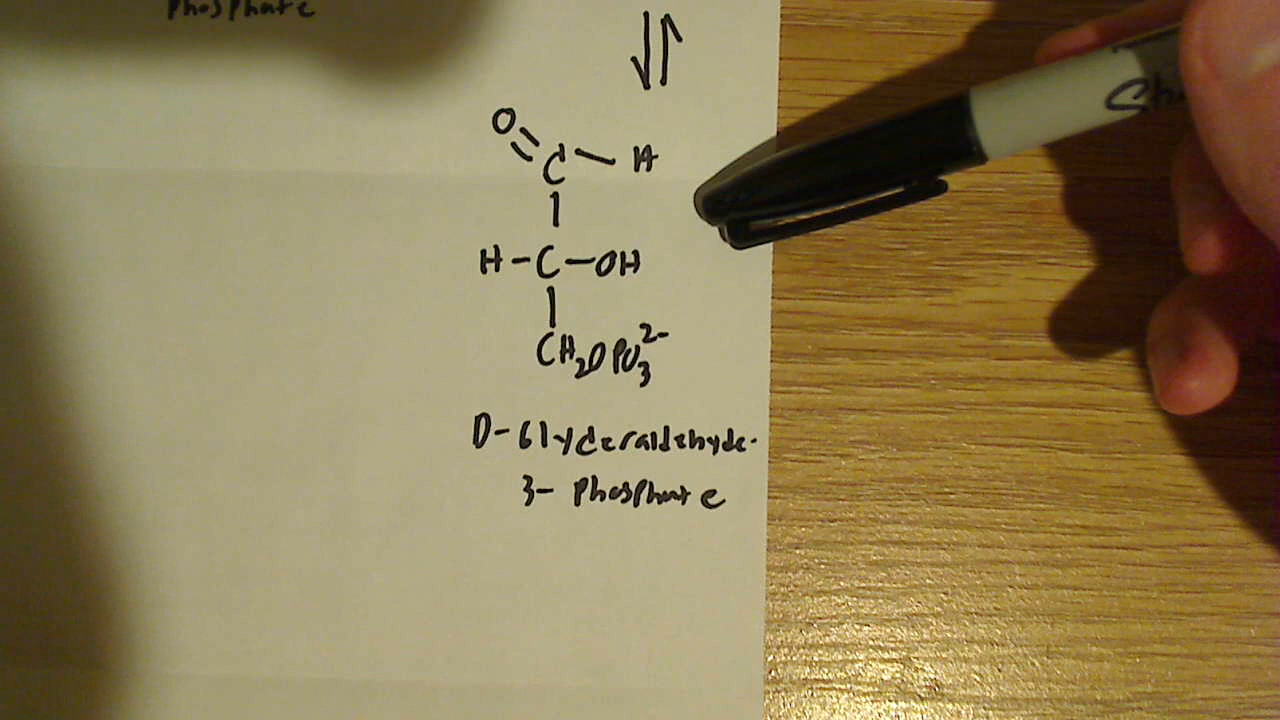 Phosphate
O
C — H
H – C – OH
CH2OPO3 2-
D-Glyceraldehyde-
3- Phosphate